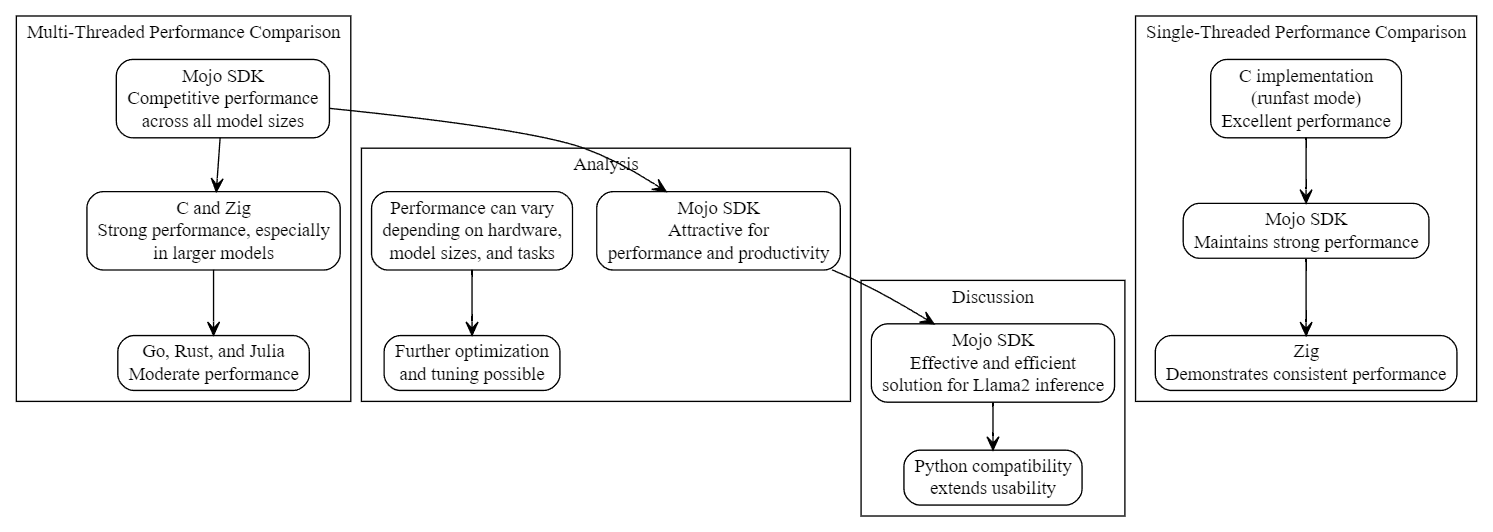 Multi-Threaded Performance Comparison
Mojo SDK
Competitive performance
across all model sizes
C and Zig
Strong performance, especially
in larger models
Go, Rust, and Julia
Moderate performance
Analysis
Performance can vary
depending on hardware,
model sizes, and tasks
Further optimization
and tuning possible
Mojo SDK
Attractive for
performance and productivity
Discussion
Mojo SDK
Effective and efficient
solution for Llama2 inference
Python compatibility
extends usability
Single-Threaded Performance Comparison
C implementation
(runfast mode)
Excellent performance
Mojo SDK
Maintains strong performance
Zig
Demonstrates consistent performance